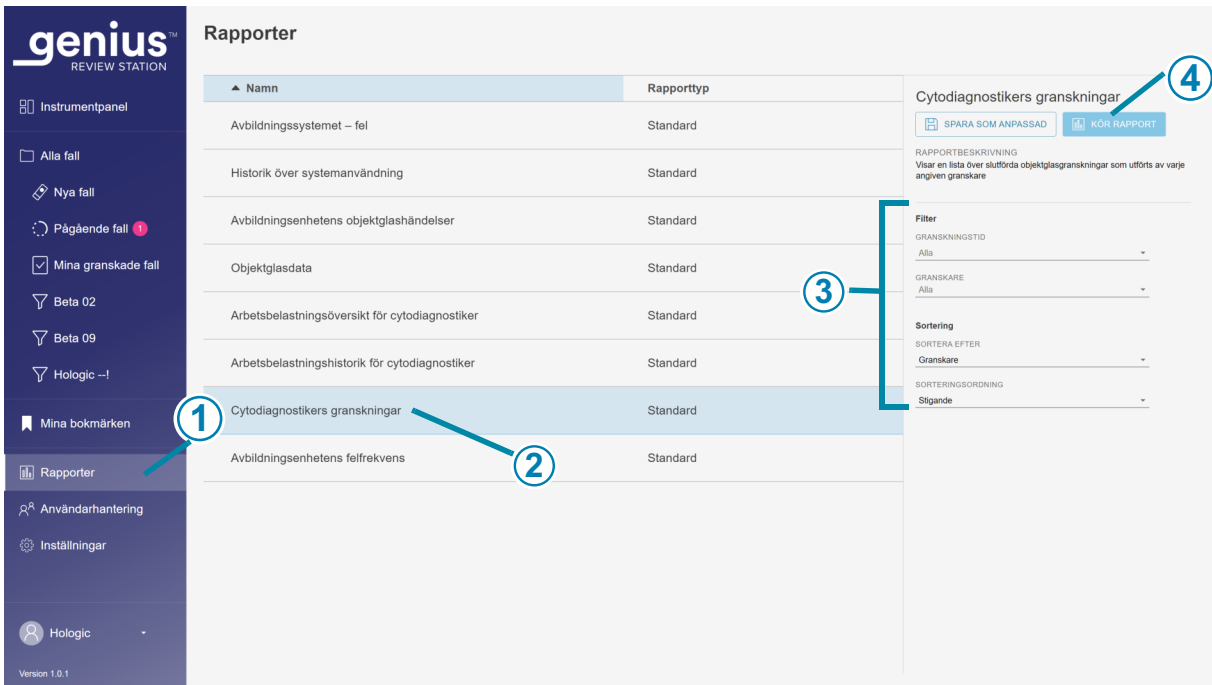 genius™
REVIEW STATION
Instrumentpanel
Alla fall
Nya fall
Pågående fall 1
Mina granskade fall
Beta 02
Beta 09
Hologic --!
Mina bokmärken
Rapporter
Användarhantering
Inställningar
Hologic
Version 1.0.1
Rapporter
Namn Rapporttyp
Avbildningssystemet – fel Standard
Historik över systemanvändning Standard
Avbildningsenhetens objektglashändelser Standard
Objektglasdata Standard
Arbetsbelastningsöversikt för cytodiagnostiker Standard
Arbetsbelastningshistorik för cytodiagnostiker Standard
Cytodiagnostikers granskningar Standard
Avbildningsenhetens felfrekvens Standard
1
2
3
4
Cytodiagnostikers granskningar
SPARA SOM ANPASSAD KÖR RAPPORT
RAPPORTBESKRIVNING
Visar en lista över slutförda objektglasgranskningar som utförts av varje
angiven granskare
Filter
GRANSKNINGSTID
Alla
GRANSKARE
Alla
Sortering
SORTERA EFTER
Granskare
SORTERINGSORDNING
Stigande